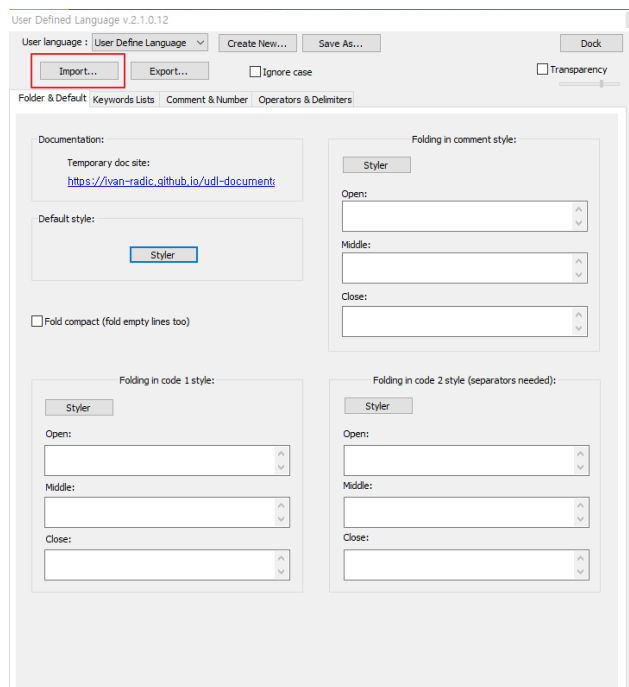 User Defined Language v.2.1.0.12
User language : User Define Language Create New... Save As... Dock
Import... Export... Ignore case Transparency
Folder & Default Keywords Lists Comment & Number Operators & Delimiters
Documentation:
Temporary doc site:
https://ivan-radic.github.io/udl-documenta
Default style:
Styler
Fold compact (fold empty lines too)
Folding in comment style:
Styler
Open:
Middle:
Close:
Folding in code 1 style:
Styler
Open:
Middle:
Close:
Folding in code 2 style (separators needed):
Styler
Open:
Middle:
Close: